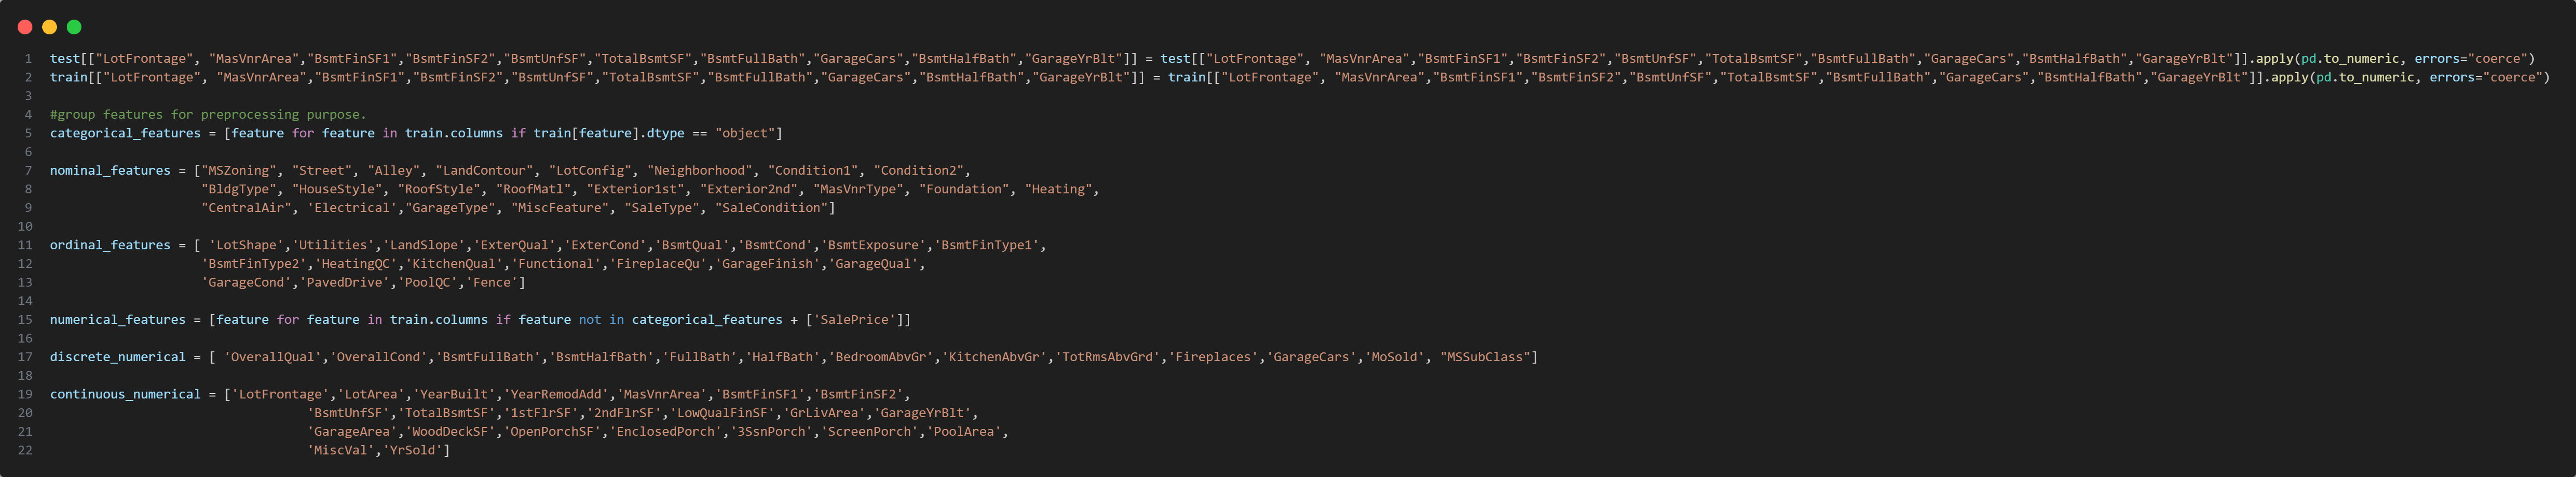 1 test[["LotFrontage", "MasVnrArea","BsmtFinSF1","BsmtFinSF2","BsmtUnfSF","TotalBsmtSF","BsmtFullBath","GarageCars","BsmtHalfBath","GarageYrBlt"]] = test[["LotFrontage", "MasVnrArea","BsmtFinSF1","BsmtFinSF2","BsmtUnfSF","TotalBsmtSF","BsmtFullBath","GarageCars","BsmtHalfBath","GarageYrBlt"]].apply(pd.to_numeric, errors="coerce")
2 train[["LotFrontage", "MasVnrArea","BsmtFinSF1","BsmtFinSF2","BsmtUnfSF","TotalBsmtSF","BsmtFullBath","GarageCars","BsmtHalfBath","GarageYrBlt"]] = train[["LotFrontage", "MasVnrArea","BsmtFinSF1","BsmtFinSF2","BsmtUnfSF","TotalBsmtSF","BsmtFullBath","GarageCars","BsmtHalfBath","GarageYrBlt"]].apply(pd.to_numeric, errors="coerce")
3
4 #group features for preprocessing purpose.
5 categorical_features = [feature for feature in train.columns if train[feature].dtype == "object"]
6
7 nominal_features = ["MSZoning", "Street", "Alley", "LandContour", "LotConfig", "Neighborhood", "Condition1", "Condition2",
8 "BldgType", "HouseStyle", "RoofStyle", "RoofMatl", "Exterior1st", "Exterior2nd", "MasVnrType", "Foundation", "Heating",
9 "CentralAir", 'Electrical',"GarageType", "MiscFeature", "SaleType", "SaleCondition"]
10
11 ordinal_features = [ 'LotShape','Utilities','LandSlope','ExterQual','ExterCond','BsmtQual','BsmtCond','BsmtExposure','BsmtFinType1',
12 'BsmtFinType2','HeatingQC','KitchenQual','Functional','FireplaceQu','GarageFinish','GarageQual',
13 'GarageCond','PavedDrive','PoolQC','Fence']
14
15 numerical_features = [feature for feature in train.columns if feature not in categorical_features + ['SalePrice']]
16
17 discrete_numerical = [ 'OverallQual','OverallCond','BsmtFullBath','BsmtHalfBath','FullBath','HalfBath','BedroomAbvGr','KitchenAbvGr','TotRmsAbvGrd','Fireplaces','GarageCars','MoSold', "MSSubClass"]
18
19 continuous_numerical = ['LotFrontage','LotArea','YearBuilt','YearRemodAdd','MasVnrArea','BsmtFinSF1','BsmtFinSF2',
20 'BsmtUnfSF','TotalBsmtSF','1stFlrSF','2ndFlrSF','LowQualFinSF','GrLivArea','GarageYrBlt',
21 'GarageArea','WoodDeckSF','OpenPorchSF','EnclosedPorch','3SsnPorch','ScreenPorch','PoolArea',
22 'MiscVal','YrSold']